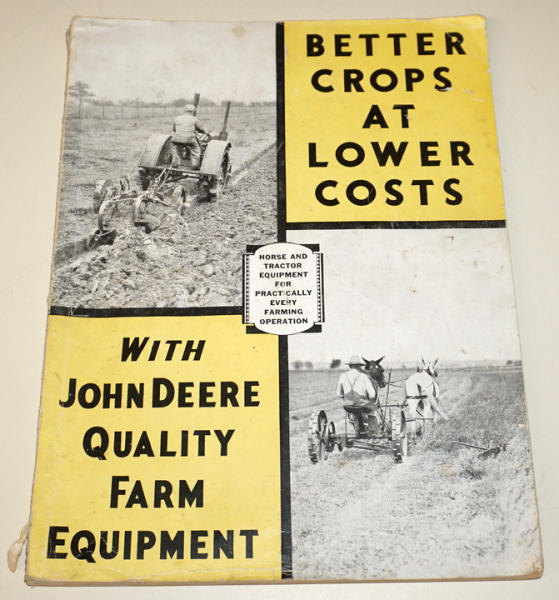 BETTER
CROPS
AT
LOWER
COSTS
HORSE AND
TRACTOR
EQUIPMENT
FOR
PRACTICALLY
EVERY
FARMING
OPERATION
WITH
JOHN DEERE
QUALITY
FARM
EQUIPMENT